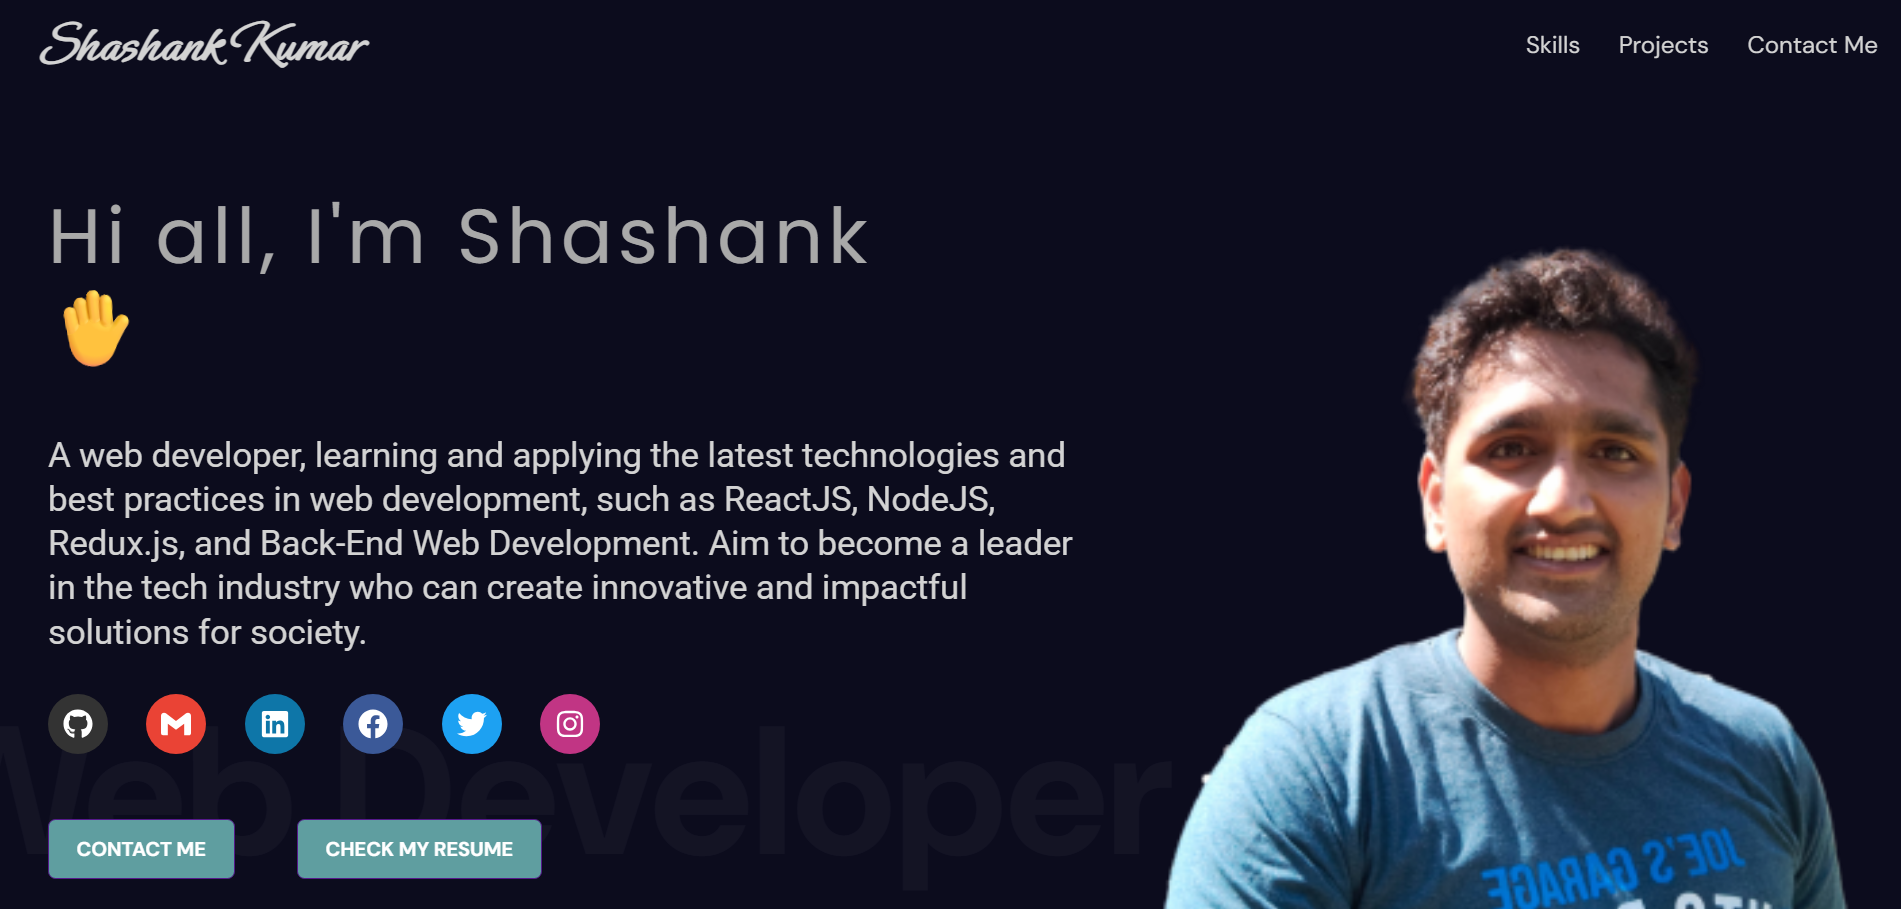 Shashank Kumar
Skills Projects Contact Me
Hi all, I'm Shashank
A web developer, learning and applying the latest technologies and
best practices in web development, such as ReactJS, NodeJS,
Redux.js, and Back-End Web Development. Aim to become a leader
in the tech industry who can create innovative and impactful
solutions for society.
in
Web Developer
CONTACT ME
CHECK MY RESUME
JOE'S GARAGE